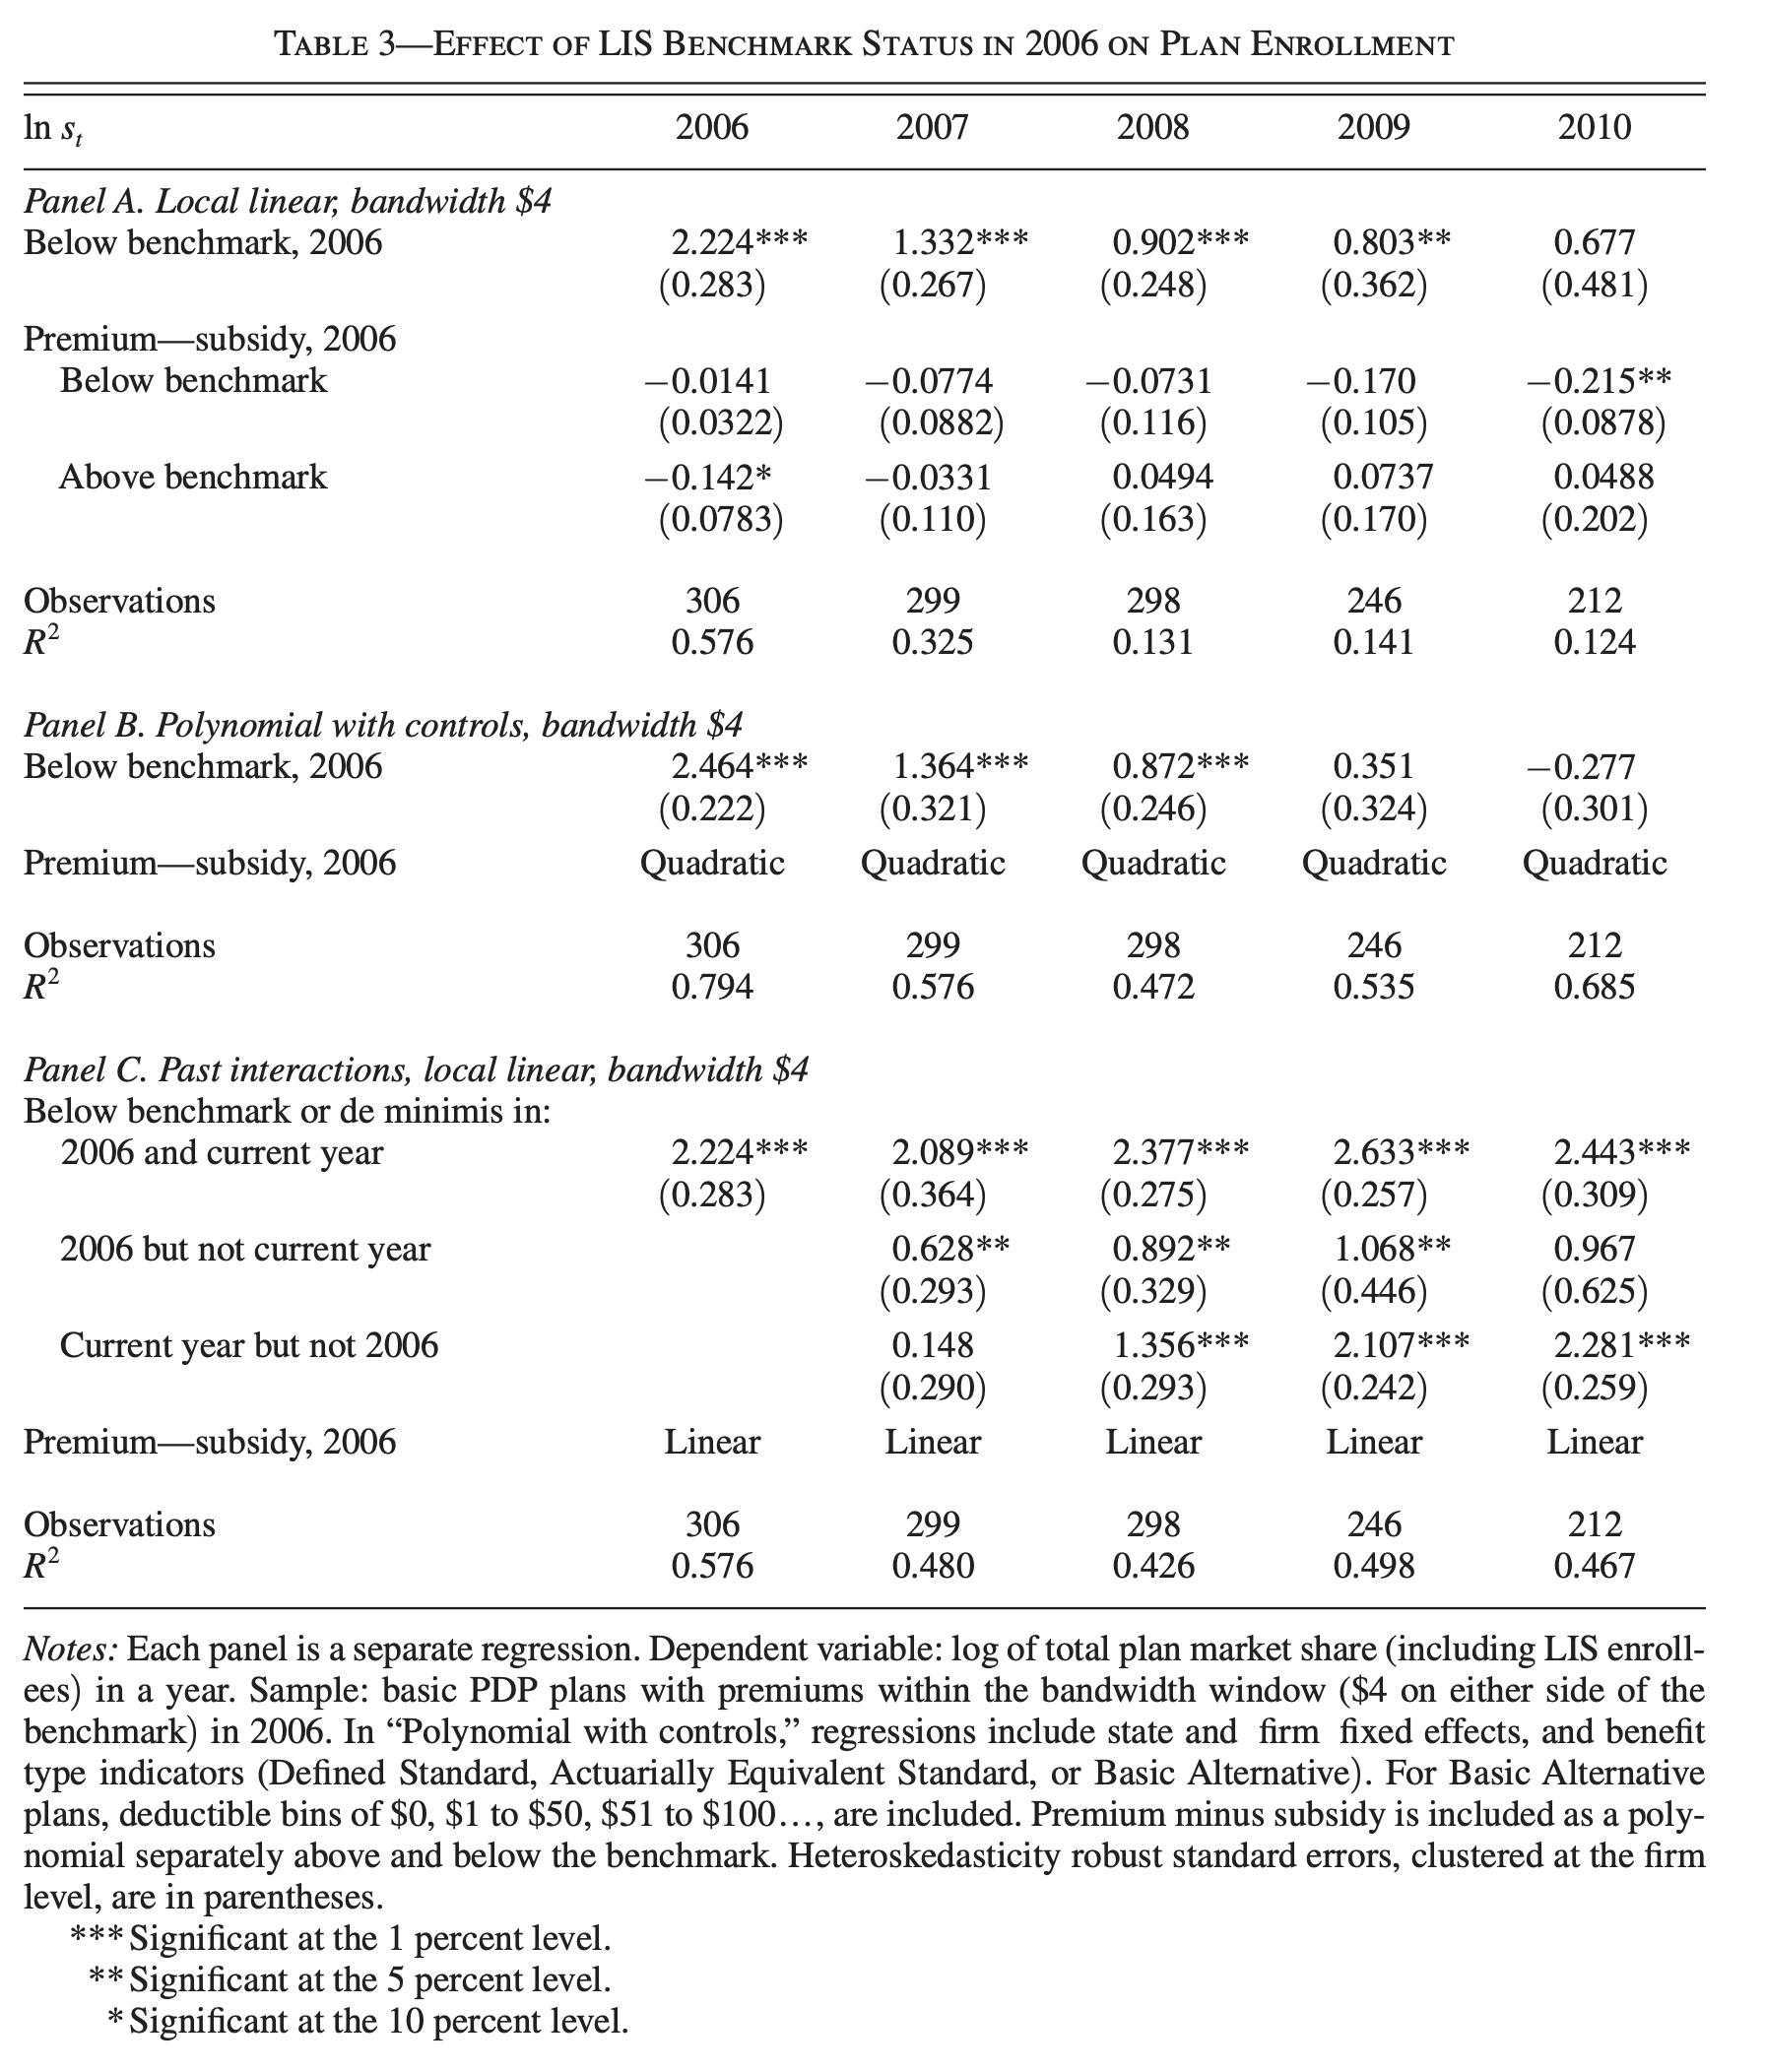 TABLE 3—EFFECT OF LIS BENCHMARK STATUS IN 2006 ON PLAN ENROLLMENT
ln s_t 2006 2007 2008 2009 2010
Panel A. Local linear, bandwidth $4
Below benchmark, 2006 2.224*** 1.332*** 0.902*** 0.803** 0.677
(0.283) (0.267) (0.248) (0.362) (0.481)
Premium—subsidy, 2006
Below benchmark −0.0141 −0.0774 −0.0731 −0.170 −0.215**
(0.0322) (0.0882) (0.116) (0.105) (0.0878)
Above benchmark −0.142* −0.0331 0.0494 0.0737 0.0488
(0.0783) (0.110) (0.163) (0.170) (0.202)
Observations 306 299 298 246 212
R² 0.576 0.325 0.131 0.141 0.124
Panel B. Polynomial with controls, bandwidth $4
Below benchmark, 2006 2.464*** 1.364*** 0.872*** 0.351 −0.277
(0.222) (0.321) (0.246) (0.324) (0.301)
Premium—subsidy, 2006 Quadratic Quadratic Quadratic Quadratic Quadratic
Observations 306 299 298 246 212
R² 0.794 0.576 0.472 0.535 0.685
Panel C. Past interactions, local linear, bandwidth $4
Below benchmark or de minimis in:
2006 and current year 2.224*** 2.089*** 2.377*** 2.633*** 2.443***
(0.283) (0.364) (0.275) (0.257) (0.309)
2006 but not current year 0.628** 0.892** 1.068** 0.967
(0.293) (0.329) (0.446) (0.625)
Current year but not 2006 0.148 1.356*** 2.107*** 2.281***
(0.290) (0.293) (0.242) (0.259)
Premium—subsidy, 2006 Linear Linear Linear Linear Linear
Observations 306 299 298 246 212
R² 0.576 0.480 0.426 0.498 0.467
Notes: Each panel is a separate regression. Dependent variable: log of total plan market share (including LIS enroll-
ees) in a year. Sample: basic PDP plans with premiums within the bandwidth window ($4 on either side of the
benchmark) in 2006. In “Polynomial with controls,” regressions include state and firm fixed effects, and benefit
type indicators (Defined Standard, Actuarially Equivalent Standard, or Basic Alternative). For Basic Alternative
plans, deductible bins of $0, $1 to $50, $51 to $100…, are included. Premium minus subsidy is included as a poly-
nomial separately above and below the benchmark. Heteroskedasticity robust standard errors, clustered at the firm
level, are in parentheses.
*** Significant at the 1 percent level.
** Significant at the 5 percent level.
* Significant at the 10 percent level.